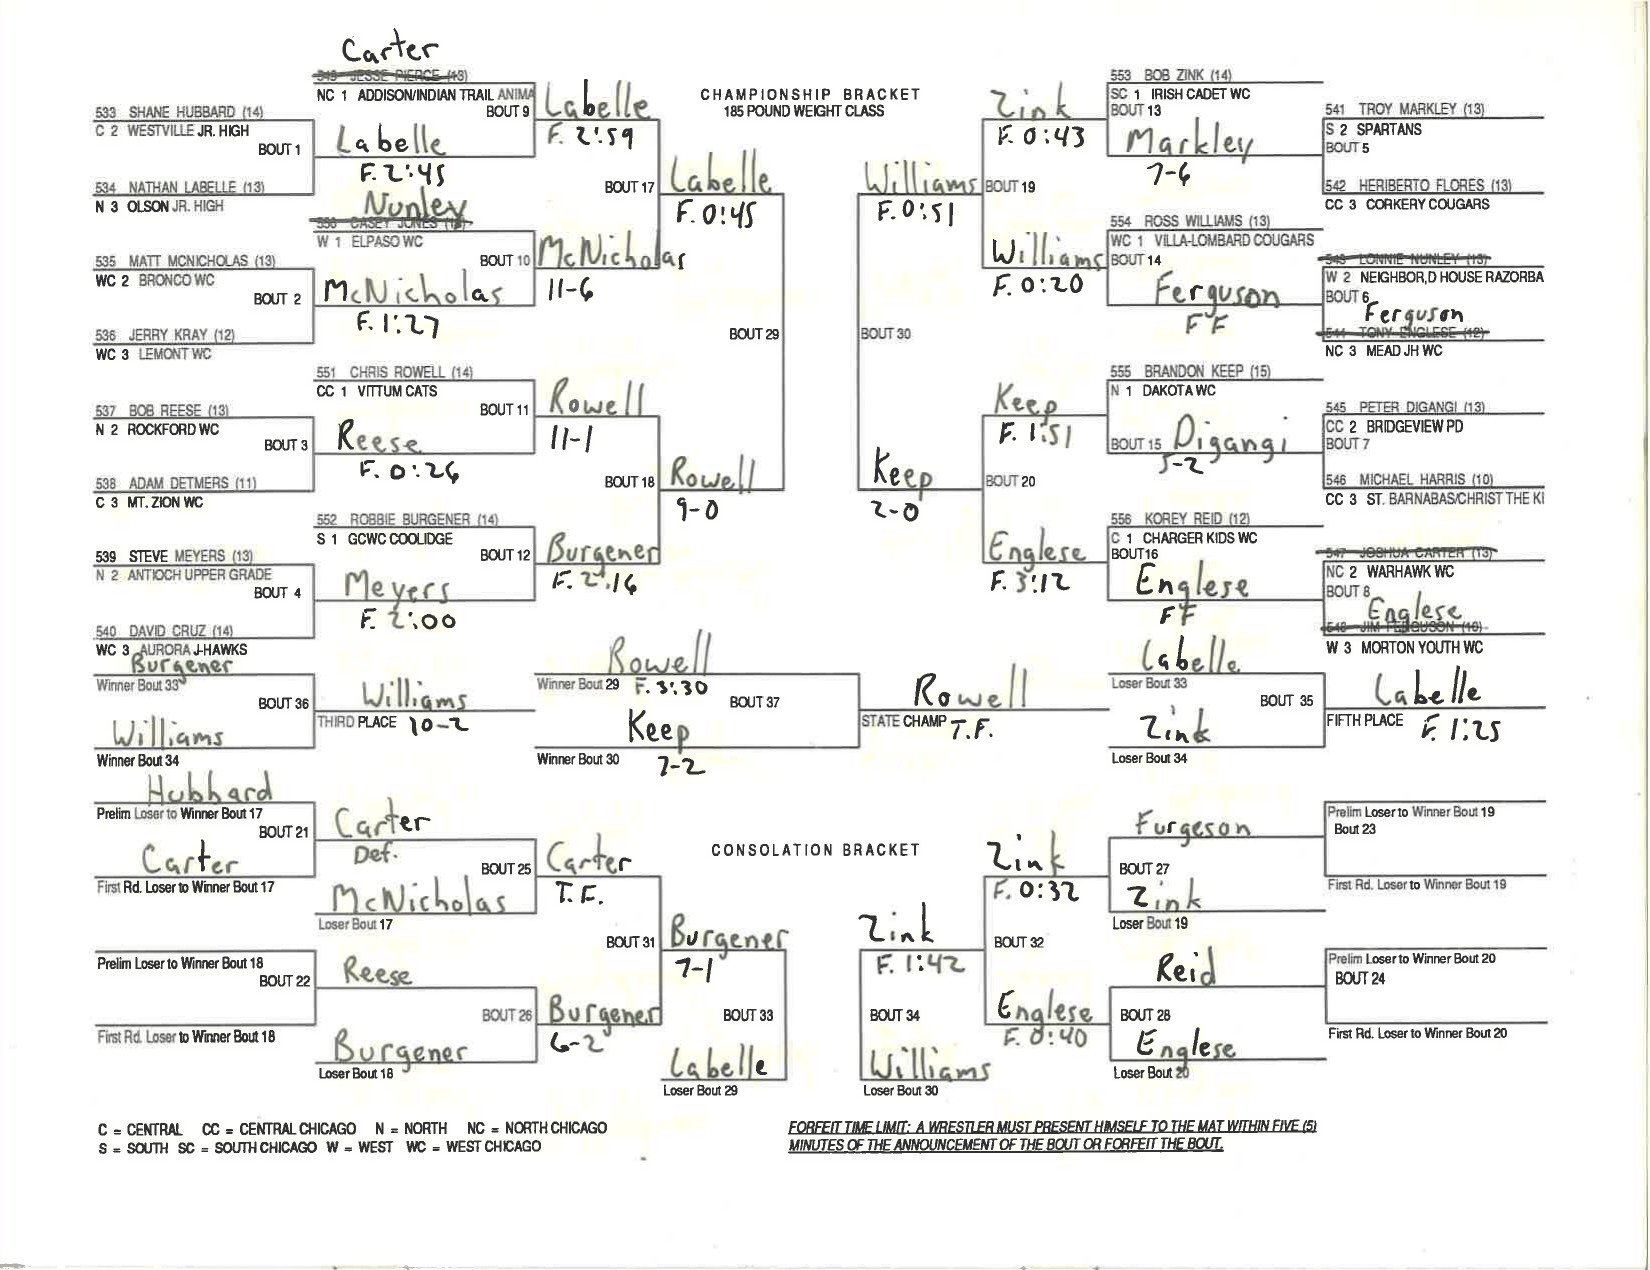 Carter
549 JESSE PIERCE (13)
NC 1 ADDISON/INDIAN TRAIL ANIMA
BOUT 9
Labelle
F. 2:59
CHAMPIONSHIP BRACKET
185 POUND WEIGHT CLASS
Zink
F. 0:43
553 BOB ZINK (14)
SC 1 IRISH CADET WC
BOUT 13
533 SHANE HUBBARD (14)
C 2 WESTVILLE JR. HIGH
BOUT 1
Labelle
F. 2:45
Markley
7-6
541 TROY MARKLEY (13)
S 2 SPARTANS
BOUT 5
534 NATHAN LABELLE (13)
N 3 OLSON JR. HIGH
BOUT 17
Labelle
F. 0:45
Williams
F. 0:51
BOUT 19
542 HERIBERTO FLORES (13)
CC 3 CORKERY COUGARS
Nunley
550 CASEY JONES (13)
W 1 ELPASO WC
BOUT 10
McNicholas
11-6
Williams
F. 0:20
554 ROSS WILLIAMS (13)
WC 1 VILLA-LOMBARD COUGARS
BOUT 14
535 MATT MCNICHOLAS (13)
WC 2 BRONCO WC
BOUT 2
McNicholas
F. 1:27
Ferguson
FF
543 LONNIE NUNLEY (13)
W 2 NEIGHBOR,D HOUSE RAZORBA
BOUT 6
Ferguson
536 JERRY KRAY (12)
WC 3 LEMONT WC
BOUT 29
BOUT 30
544 TONY ENGLESE (12)
NC 3 MEAD JH WC
551 CHRIS ROWELL (14)
CC 1 VITTUM CATS
BOUT 11
Rowell
11-1
Keep
F. 1:51
555 BRANDON KEEP (15)
N 1 DAKOTA WC
537 BOB REESE (13)
N 2 ROCKFORD WC
BOUT 3
Reese
F. 0:26
BOUT 15
Digangi
5-2
545 PETER DIGANGI (13)
CC 2 BRIDGEVIEW PD
BOUT 7
538 ADAM DETMERS (11)
C 3 MT. ZION WC
BOUT 18
Rowell
9-0
Keep
2-0
BOUT 20
546 MICHAEL HARRIS (10)
CC 3 ST. BARNABAS/CHRIST THE KI
552 ROBBIE BURGENER (14)
S 1 GCWC COOLIDGE
BOUT 12
Burgener
F. 2:16
Englese
F. 3:12
556 KOREY REID (12)
C 1 CHARGER KIDS WC
BOUT16
539 STEVE MEYERS (13)
N 2 ANTIOCH UPPER GRADE
BOUT 4
Meyers
F. 2:00
Englese
FF
547 JOSHUA CARTER (13)
NC 2 WARHAWK WC
BOUT 8
Englese
540 DAVID CRUZ (14)
WC 3 AURORA J-HAWKS
548 JIM FERGUSON (10)
W 3 MORTON YOUTH WC
Burgener
Winner Bout 33
BOUT 36
Williams
THIRD PLACE 10-2
Williams
Winner Bout 34
Rowell
Winner Bout 29 F. 3:30
BOUT 37
Keep
Winner Bout 30 7-2
Rowell
STATE CHAMP T.F.
Labelle
Loser Bout 33
BOUT 35
Zink
Loser Bout 34
Labelle
FIFTH PLACE F. 1:25
Hubbard
Prelim Loser to Winner Bout 17
BOUT 21
Carter
Def.
Carter
First Rd. Loser to Winner Bout 17
BOUT 25
Carter
T.F.
McNicholas
Loser Bout 17
CONSOLATION BRACKET
Zink
F. 0:32
Furgeson
BOUT 27
Zink
Loser Bout 19
Prelim Loser to Winner Bout 19
Bout 23
First Rd. Loser to Winner Bout 19
BOUT 31
Burgener
7-1
Zink
F. 1:42
BOUT 32
Prelim Loser to Winner Bout 18
BOUT 22
Reese
First Rd. Loser to Winner Bout 18
BOUT 26
Burgener
6-2
Burgener
Loser Bout 18
BOUT 33
Labelle
Loser Bout 29
BOUT 34
Williams
Loser Bout 30
Englese
F. 0:40
Reid
BOUT 28
Englese
Loser Bout 20
Prelim Loser to Winner Bout 20
BOUT 24
First Rd. Loser to Winner Bout 20
C = CENTRAL CC = CENTRAL CHICAGO N = NORTH NC = NORTH CHICAGO
S = SOUTH SC = SOUTH CHICAGO W = WEST WC = WEST CHICAGO
FORFEIT TIME LIMIT: A WRESTLER MUST PRESENT HIMSELF TO THE MAT WITHIN FIVE (5)
MINUTES OF THE ANNOUNCEMENT OF THE BOUT OR FORFEIT THE BOUT.